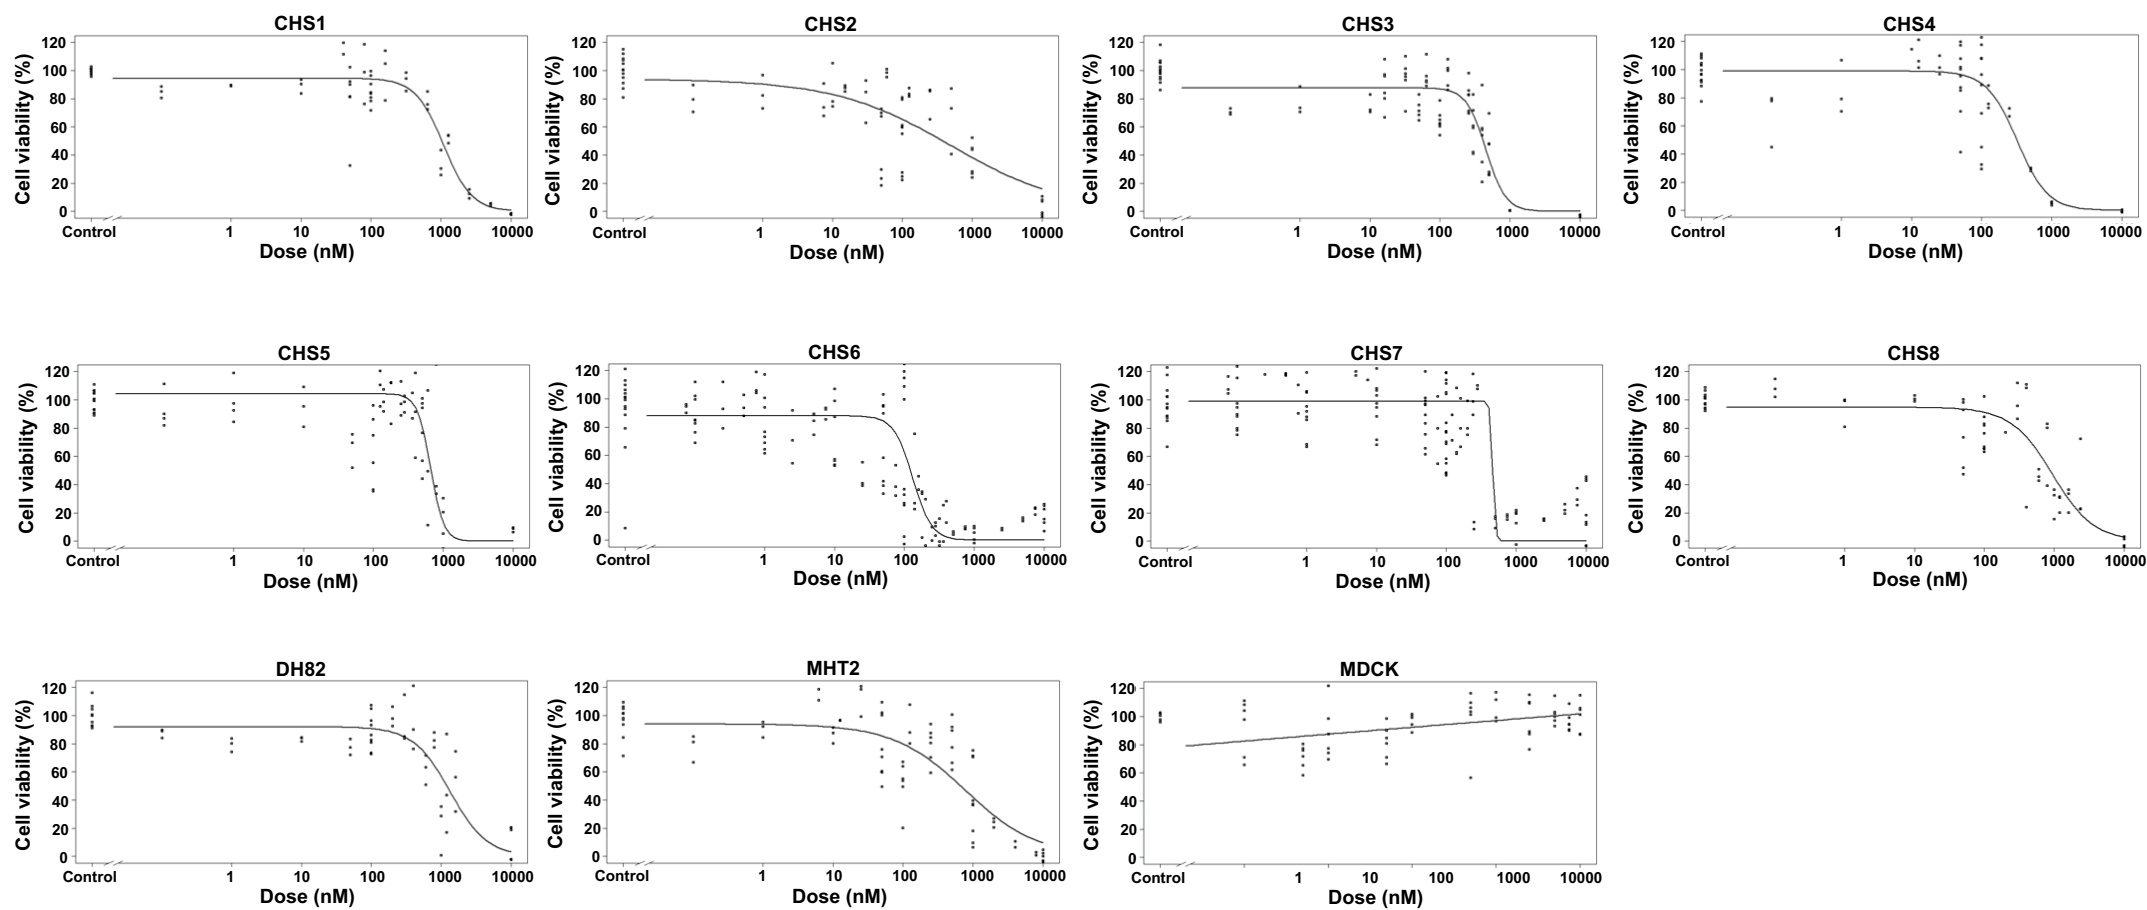 CHS1
Cell viability (%)
120
100
80
60
40
20
0
Control 1 10 100 1000 10000
Dose (nM)
CHS2
Cell viability (%)
120
100
80
60
40
20
0
Control 1 10 100 1000 10000
Dose (nM)
CHS3
Cell viability (%)
120
100
80
60
40
20
0
Control 1 10 100 1000 10000
Dose (nM)
CHS4
Cell viability (%)
120
100
80
60
40
20
0
Control 1 10 100 1000 10000
Dose (nM)
CHS5
Cell viability (%)
120
100
80
60
40
20
0
Control 1 10 100 1000 10000
Dose (nM)
CHS6
Cell viability (%)
120
100
80
60
40
20
0
Control 1 10 100 1000 10000
Dose (nM)
CHS7
Cell viability (%)
120
100
80
60
40
20
0
Control 1 10 100 1000 10000
Dose (nM)
CHS8
Cell viability (%)
120
100
80
60
40
20
0
Control 1 10 100 1000 10000
Dose (nM)
DH82
Cell viability (%)
120
100
80
60
40
20
0
Control 1 10 100 1000 10000
Dose (nM)
MHT2
Cell viability (%)
120
100
80
60
40
20
0
Control 1 10 100 1000 10000
Dose (nM)
MDCK
Cell viability (%)
120
100
80
60
40
20
0
Control 1 10 100 1000 10000
Dose (nM)